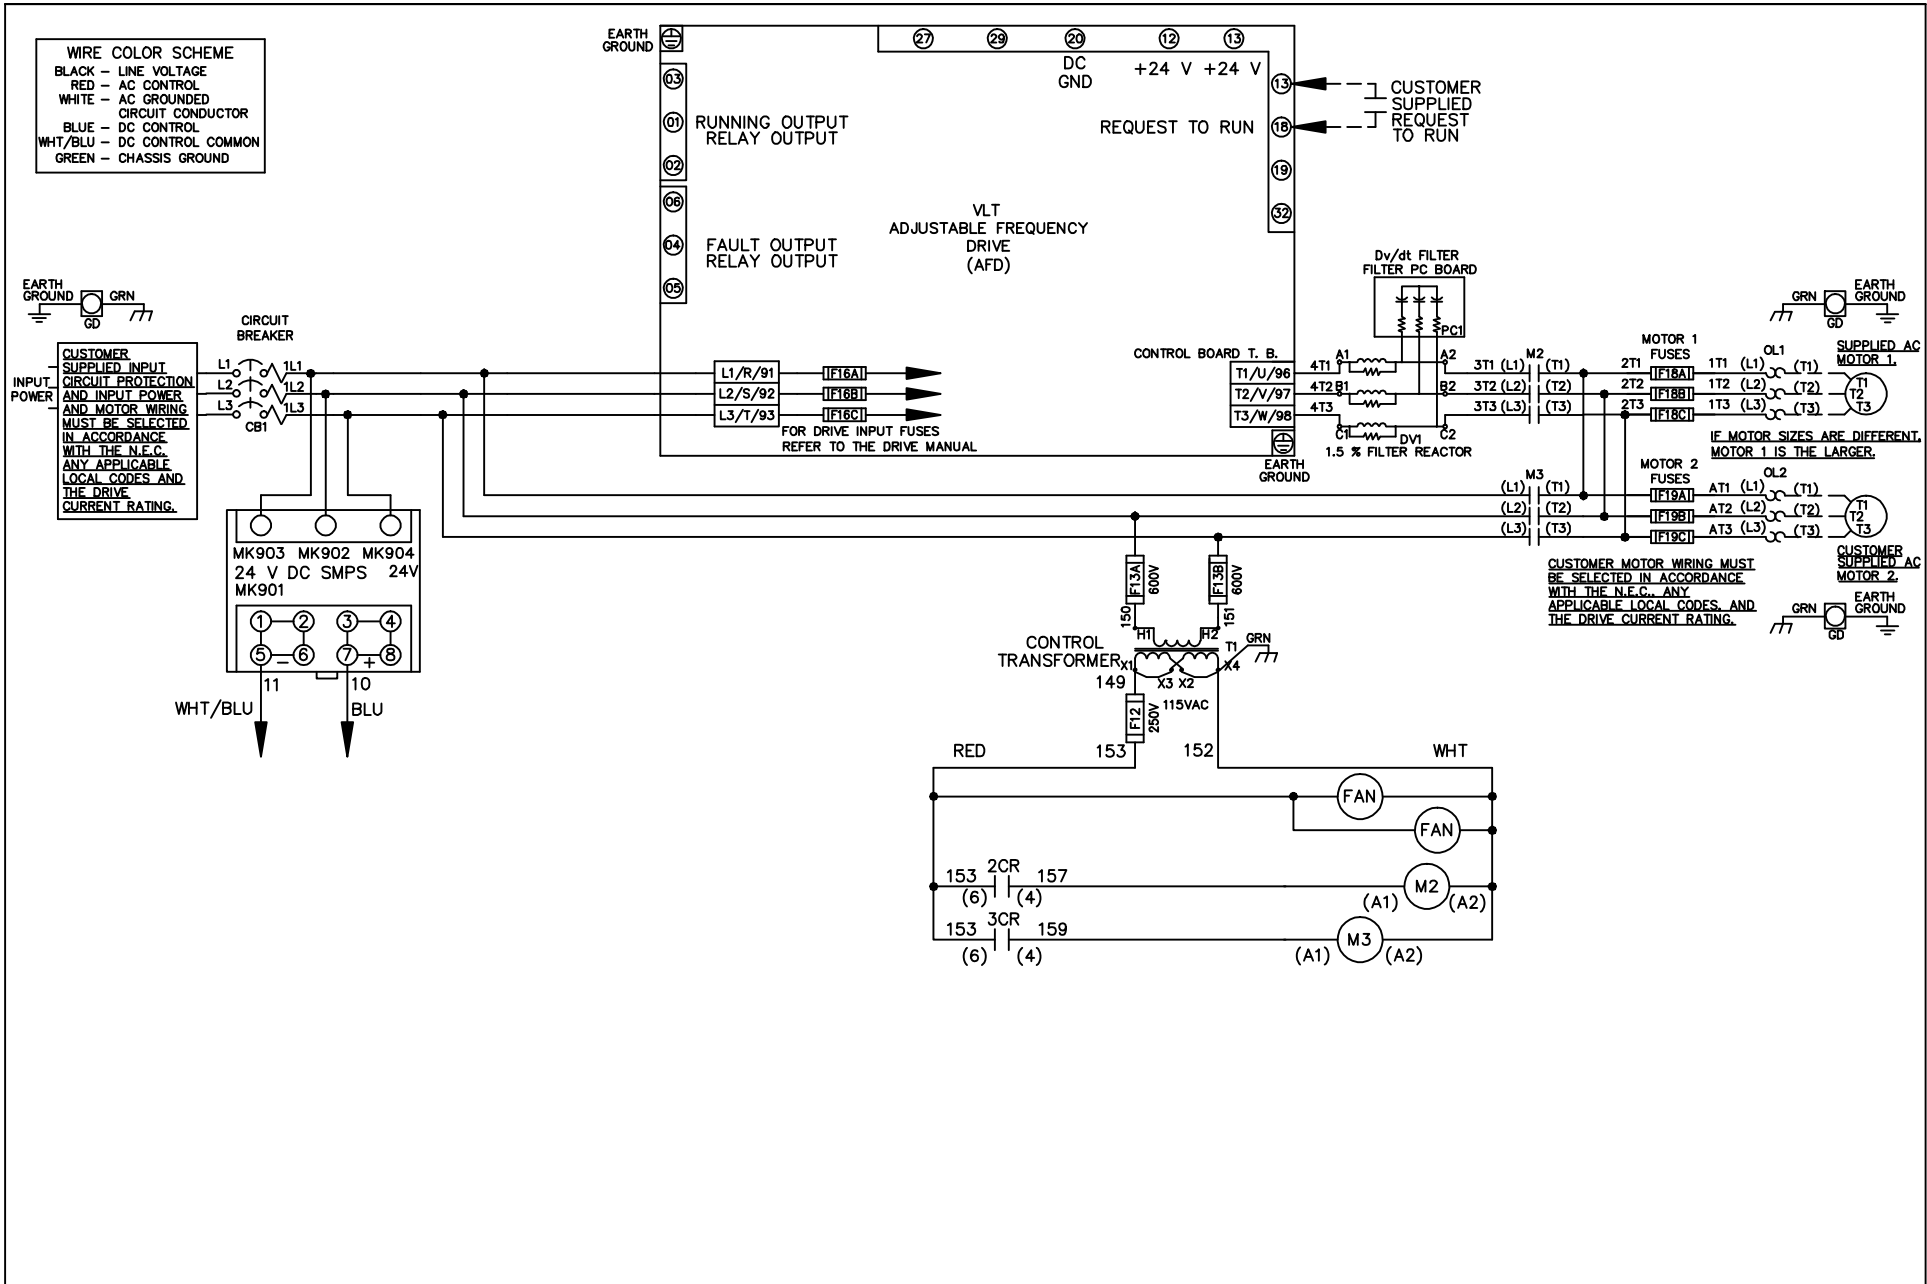 WIRE COLOR SCHEME
BLACK – LINE VOLTAGE
RED – AC CONTROL
WHITE – AC GROUNDED
CIRCUIT CONDUCTOR
BLUE – DC CONTROL
WHT/BLU – DC CONTROL COMMON
GREEN – CHASSIS GROUND
EARTH
GROUND
27 29 20 12 13
DC
GND
+24 V +24 V
03
01
02
RUNNING OUTPUT
RELAY OUTPUT
06
04
05
FAULT OUTPUT
RELAY OUTPUT
13
18
19
32
REQUEST TO RUN
CUSTOMER
SUPPLIED
REQUEST
TO RUN
VLT
ADJUSTABLE FREQUENCY
DRIVE
(AFD)
EARTH
GROUND
GRN
GD
INPUT
POWER
CUSTOMER
SUPPLIED INPUT
CIRCUIT PROTECTION
AND INPUT POWER
AND MOTOR WIRING
MUST BE SELECTED
IN ACCORDANCE
WITH THE N.E.C.
ANY APPLICABLE
LOCAL CODES AND
THE DRIVE
CURRENT RATING.
CIRCUIT
BREAKER
L1 1L1
L2 1L2
L3 1L3
CB1
L1/R/91 F16A
L2/S/92 F16B
L3/T/93 F16C
FOR DRIVE INPUT FUSES
REFER TO THE DRIVE MANUAL
CONTROL BOARD T. B.
T1/U/96
T2/V/97
T3/W/98
EARTH
GROUND
Dv/dt FILTER
FILTER PC BOARD
PC1
4T1 A1 A2
4T2 B1 B2
4T3 C1 C2
DV1
1.5 % FILTER REACTOR
M2
3T1 (L1) (T1)
3T2 (L2) (T2)
3T3 (L3) (T3)
MOTOR 1
FUSES
2T1 F18A 1T1 (L1) OL1 (T1)
2T2 F18B 1T2 (L2) (T2)
2T3 F18C 1T3 (L3) (T3)
GRN
GD
EARTH
GROUND
SUPPLIED AC
MOTOR 1.
T1
T2
T3
IF MOTOR SIZES ARE DIFFERENT,
MOTOR 1 IS THE LARGER.
M3
(L1) (T1)
(L2) (T2)
(L3) (T3)
MOTOR 2
FUSES
F19A AT1 (L1) OL2 (T1)
F19B AT2 (L2) (T2)
F19C AT3 (L3) (T3)
T1
T2
T3
CUSTOMER
SUPPLIED AC
MOTOR 2.
GRN
GD
EARTH
GROUND
CUSTOMER MOTOR WIRING MUST
BE SELECTED IN ACCORDANCE
WITH THE N.E.C., ANY
APPLICABLE LOCAL CODES, AND
THE DRIVE CURRENT RATING.
MK903 MK902 MK904
24 V DC SMPS 24V
MK901
1 2 3 4
5 – 6 7 + 8
11 10
WHT/BLU BLU
F13A 600V
F13B 600V
150 151
H1 H2
T1
GRN
CONTROL
TRANSFORMER
X1 X3 X2 X4
149
115VAC
F12 250V
RED 153 152 WHT
FAN
FAN
2CR
153 157
(6) (4)
M2
(A1) (A2)
3CR
153 159
(6) (4)
M3
(A1) (A2)